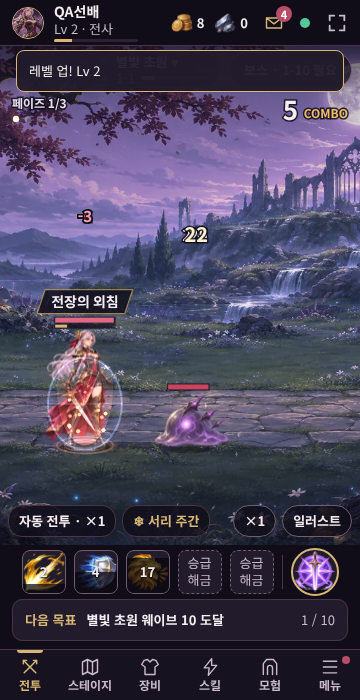 QA선배
Lv 2 · 전사
8
0
4
레벨 업! Lv 2
페이즈 1/3
5 COMBO
-3
22
전장의 외침
자동 전투 · ×1
❄ 서리 주간
×1
일러스트
2
4
17
승급
해금
승급
해금
다음 목표 별빛 초원 웨이브 10 도달 1 / 10
전투
스테이지
장비
스킬
모험
메뉴